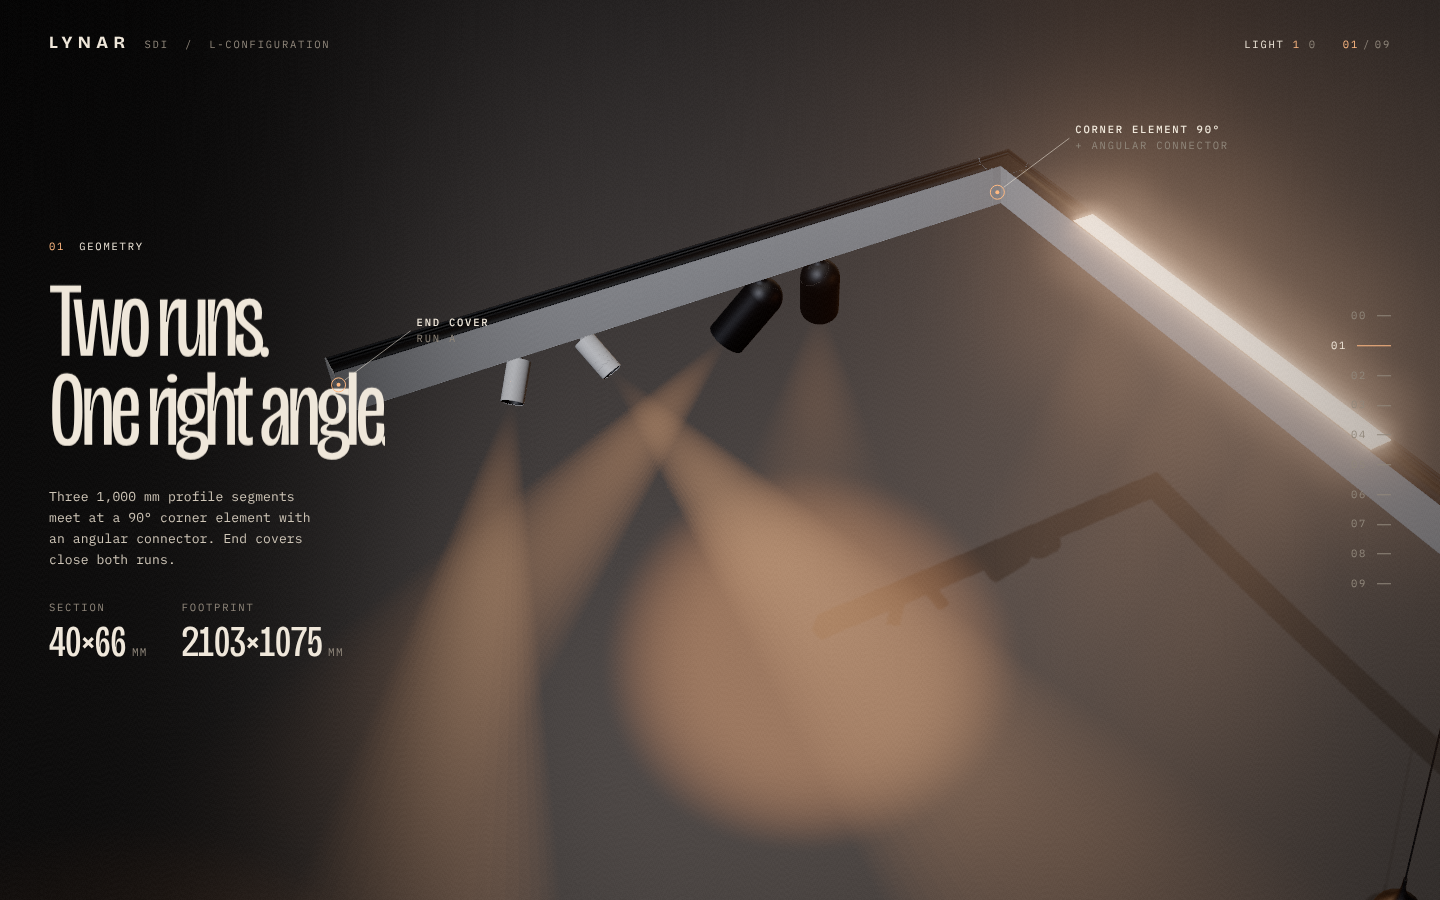 LYNAR SDI / L-CONFIGURATION
LIGHT 1 0 01 / 09
CORNER ELEMENT 90°
+ ANGULAR CONNECTOR
END COVER
RUN A
01 GEOMETRY
Two runs.
One right angle.
Three 1,000 mm profile segments
meet at a 90° corner element with
an angular connector. End covers
close both runs.
SECTION
40×66 MM
FOOTPRINT
2103×1075 MM
00
01
02
04
06
07
08
09